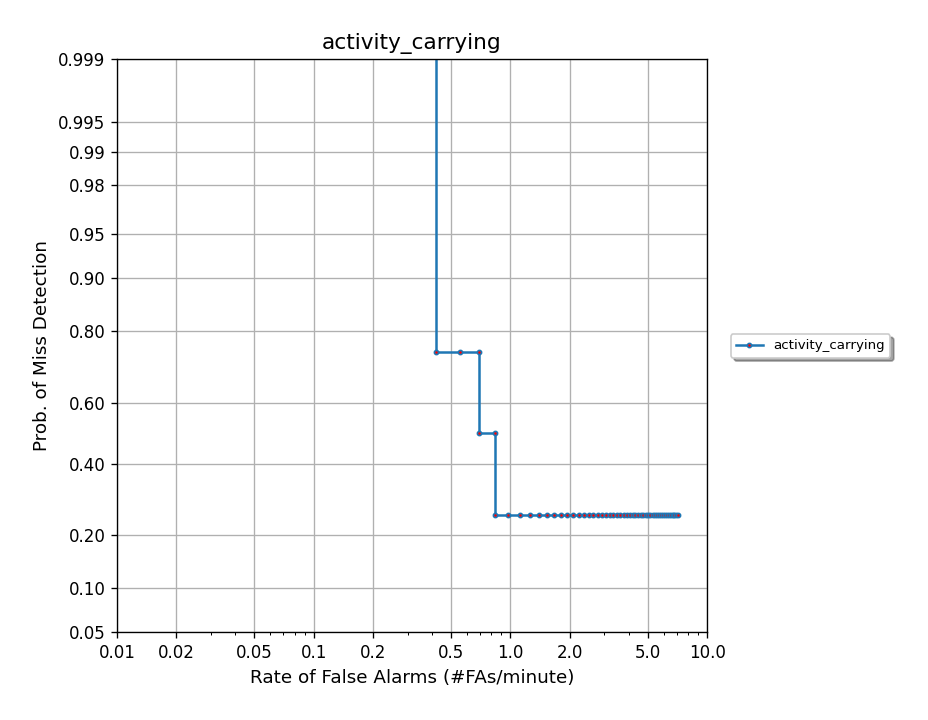 activity_carrying
0.999
0.995
0.99
0.98
0.95
0.90
0.80
0.60
0.40
0.20
0.10
0.05
Prob. of Miss Detection
0.01 0.02 0.05 0.1 0.2 0.5 1.0 2.0 5.0 10.0
Rate of False Alarms (#FAs/minute)
activity_carrying